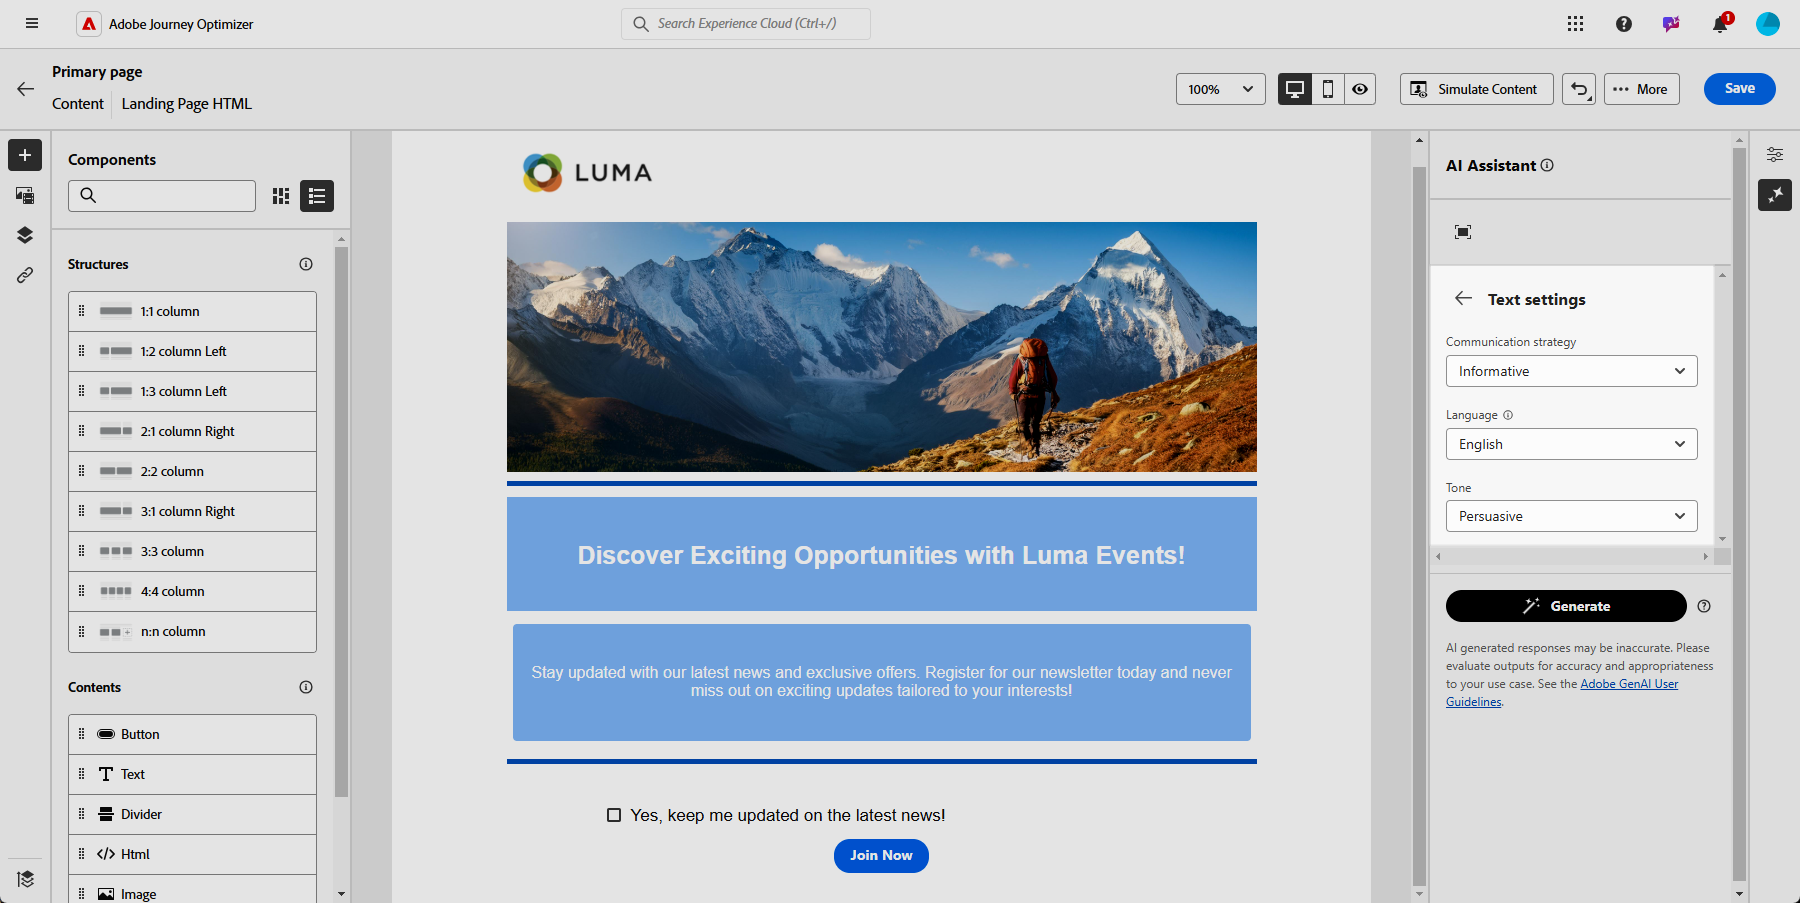 Adobe Journey Optimizer
Search Experience Cloud (Ctrl+/)
1
Primary page
Content
Landing Page HTML
100%
Simulate Content
More
Save
Components
Structures
1:1 column
1:2 column Left
1:3 column Left
2:1 column Right
2:2 column
3:1 column Right
3:3 column
4:4 column
n:n column
Contents
Button
Text
Divider
Html
Image
LUMA
Discover Exciting Opportunities with Luma Events!
Stay updated with our latest news and exclusive offers. Register for our newsletter today and never
miss out on exciting updates tailored to your interests!
Yes, keep me updated on the latest news!
Join Now
AI Assistant
Text settings
Communication strategy
Informative
Language
English
Tone
Persuasive
Generate
AI generated responses may be inaccurate. Please
evaluate outputs for accuracy and appropriateness
to your use case. See the Adobe GenAI User
Guidelines.